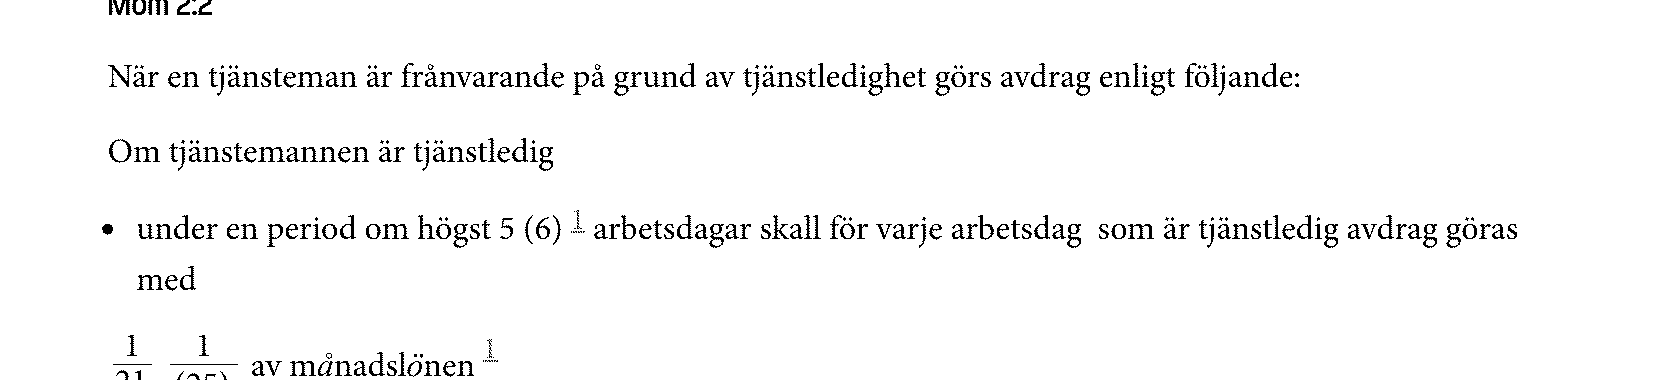 Mom 2:2
När en tjänsteman är frånvarande på grund av tjänstledighet görs avdrag enligt följande:
Om tjänstemannen är tjänstledig
• under en period om högst 5 (6) 1 arbetsdagar skall för varje arbetsdag som är tjänstledig avdrag göras
med
1/21 1/(25) av månadslönen 1